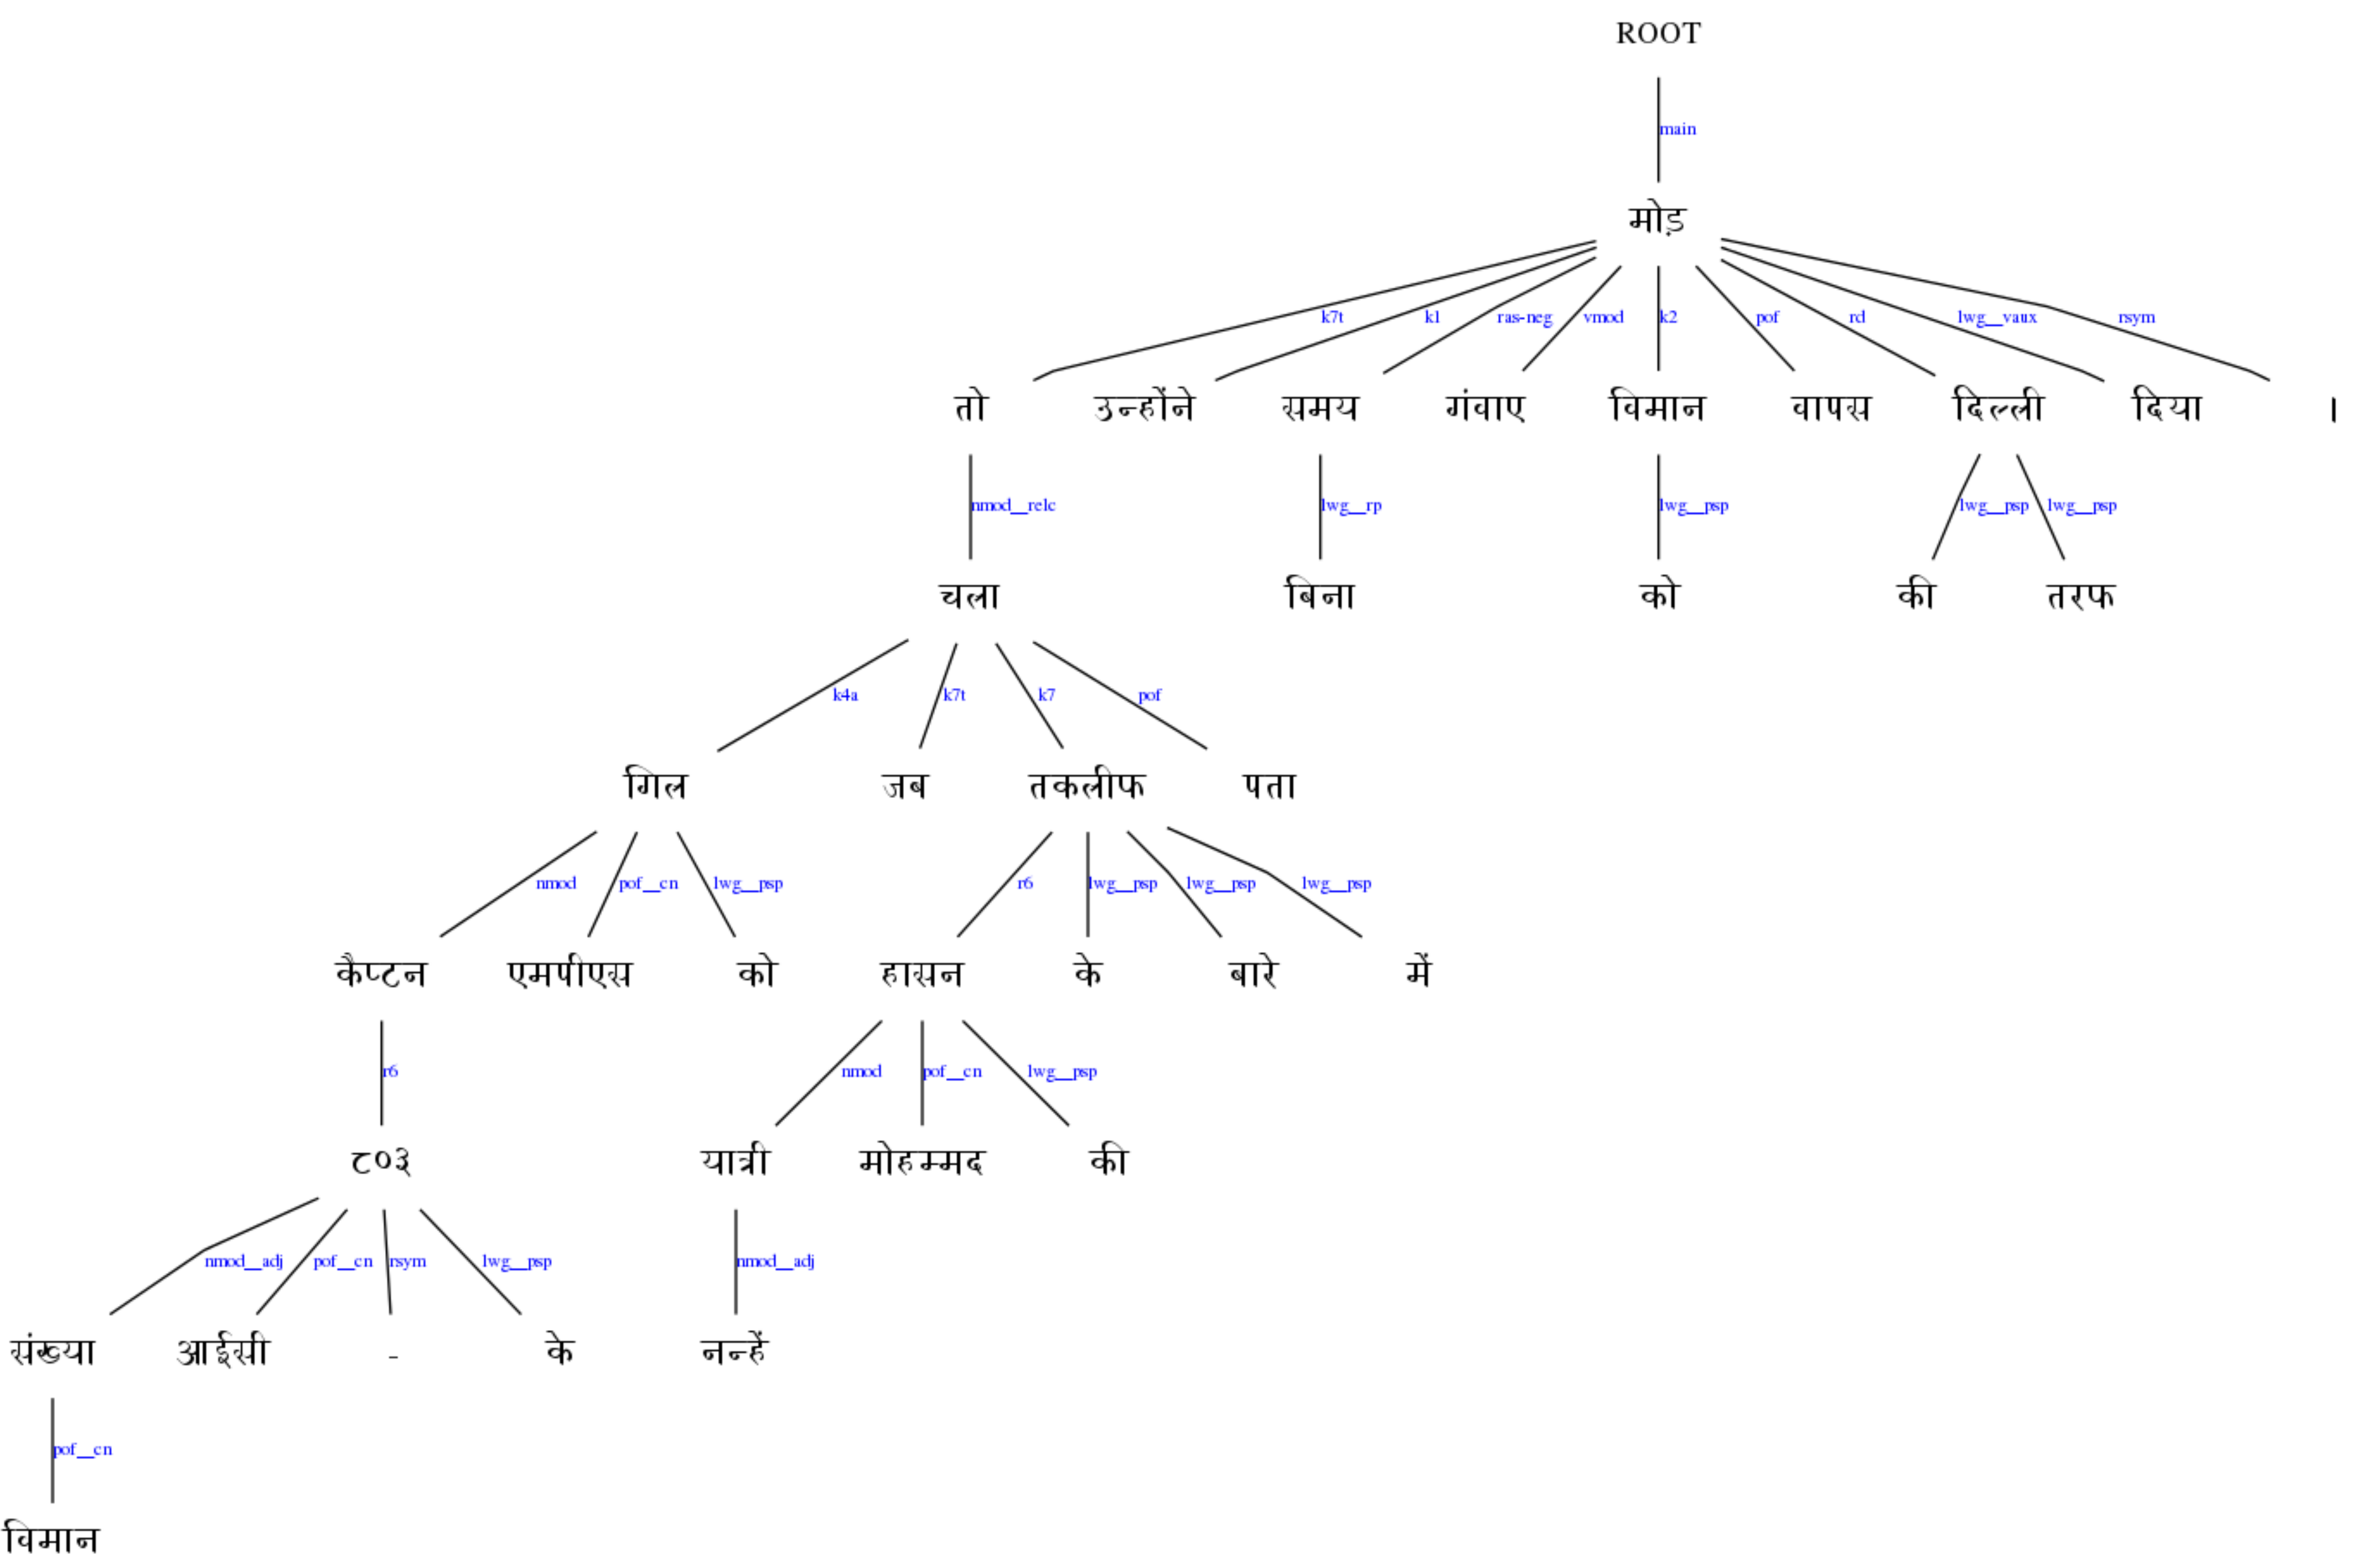 ROOT
main
मोड़
k7t k1 ras-neg vmod k2 pof rd lwg__vaux rsym
तो उन्होंने समय गंवाए विमान वापस दिल्ली दिया ।
nmod__relc lwg__rp lwg__psp lwg__psp lwg__psp
चला बिना को की तरफ
k4a k7t k7 pof
गिल जब तकलीफ पता
nmod pof__cn lwg__psp r6 lwg__psp lwg__psp lwg__psp
कैप्टन एमपीएस को हासन के बारे में
r6 nmod pof__cn lwg__psp
८०३ यात्री मोहम्मद की
nmod__adj pof__cn rsym lwg__psp nmod__adj
संख्या आईसी - के नन्हें
pof__cn
विमान